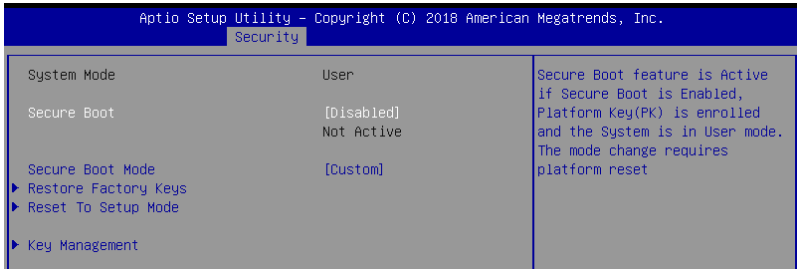 Aptio Setup Utility – Copyright (C) 2018 American Megatrends, Inc.
Security
System Mode User
Secure Boot [Disabled]
Not Active
Secure Boot Mode [Custom]
Restore Factory Keys
Reset To Setup Mode
Key Management
Secure Boot feature is Active
if Secure Boot is Enabled,
Platform Key(PK) is enrolled
and the System is in User mode.
The mode change requires
platform reset